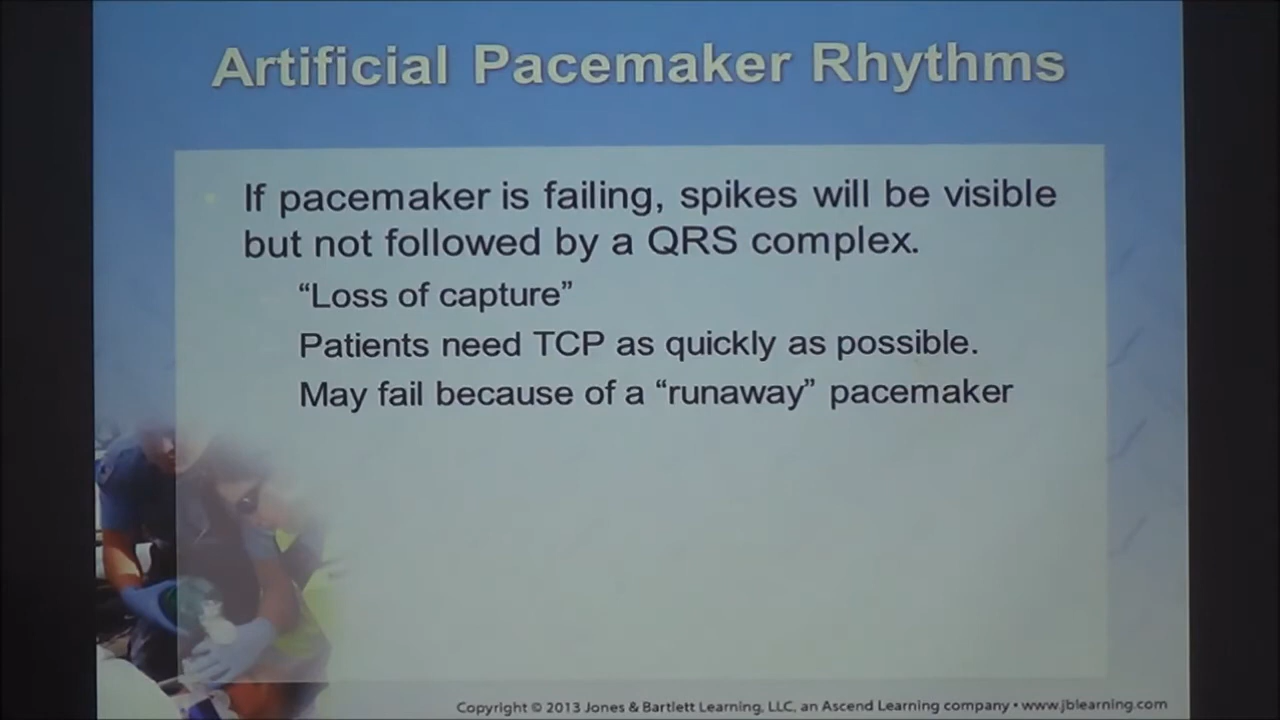 Artificial Pacemaker Rhythms
If pacemaker is failing, spikes will be visible
but not followed by a QRS complex.
“Loss of capture”
Patients need TCP as quickly as possible.
May fail because of a “runaway” pacemaker
Copyright © 2013 Jones & Bartlett Learning, LLC, an Ascend Learning company • www.jblearning.com